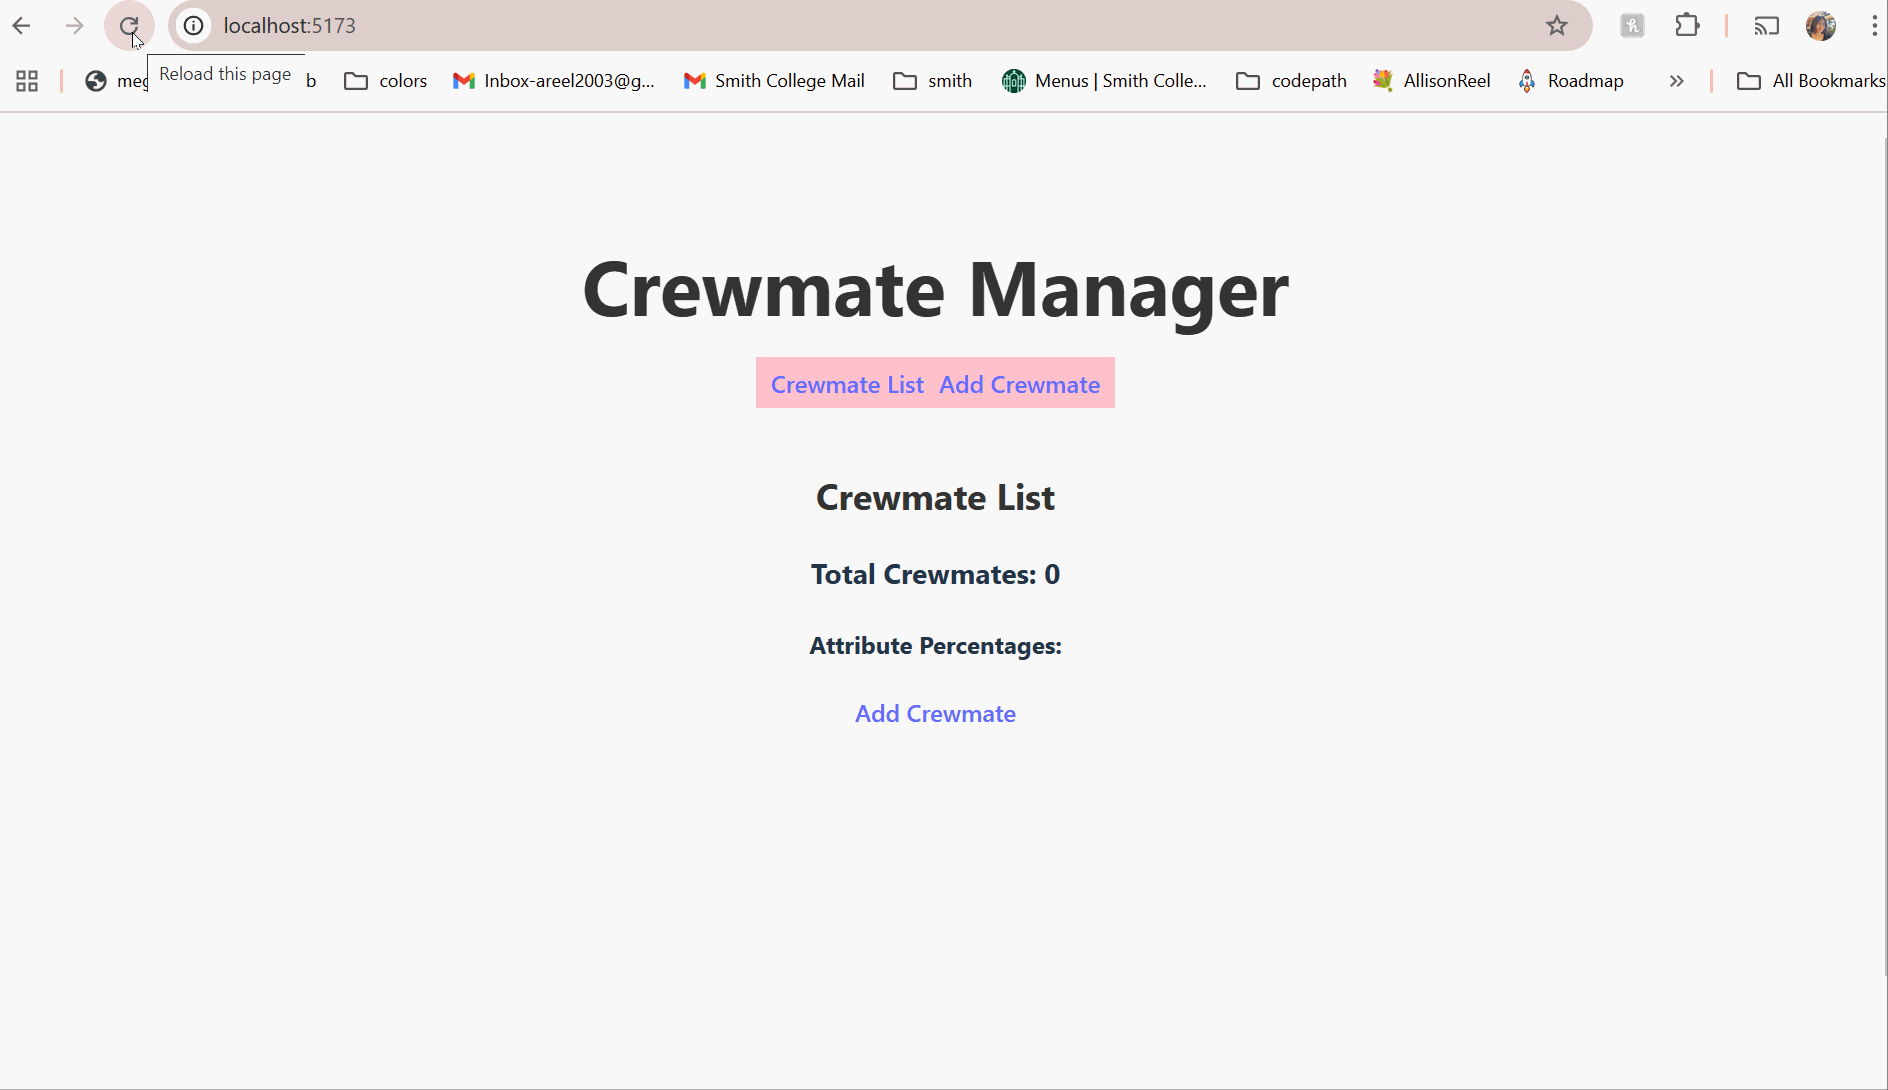 localhost:5173
Reload this page
b colors Inbox-areel2003@g... Smith College Mail smith Menus | Smith Colle... codepath AllisonReel Roadmap » All Bookmarks
Crewmate Manager
Crewmate List Add Crewmate
Crewmate List
Total Crewmates: 0
Attribute Percentages:
Add Crewmate